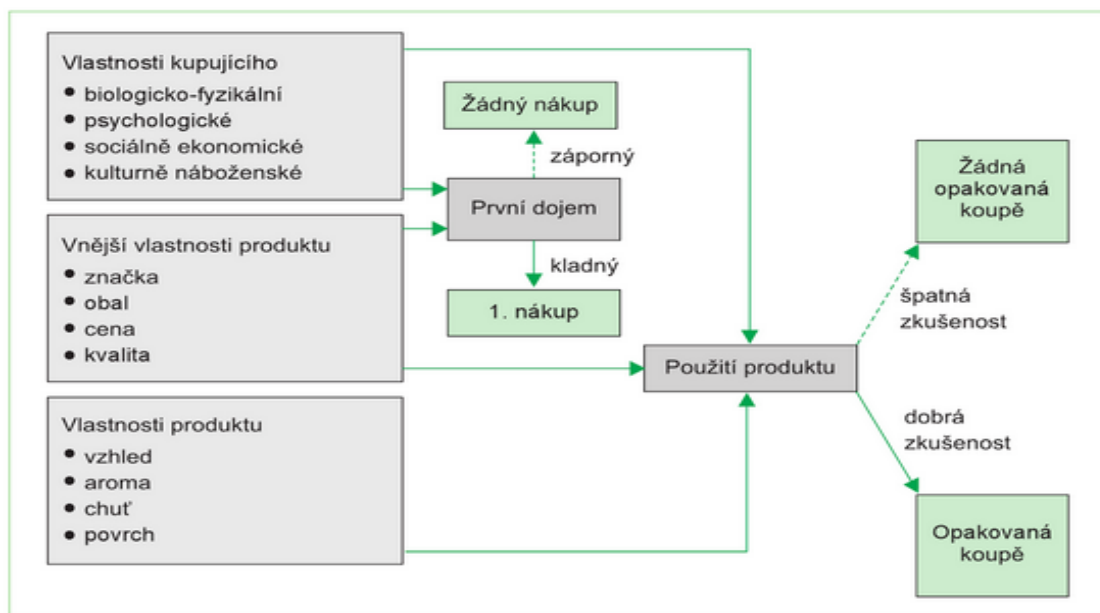 Vlastnosti kupujícího
• biologicko-fyzikální
• psychologické
• sociálně ekonomické
• kulturně náboženské
Vnější vlastnosti produktu
• značka
• obal
• cena
• kvalita
Vlastnosti produktu
• vzhled
• aroma
• chuť
• povrch
Žádný nákup
záporný
První dojem
kladný
1. nákup
Použití produktu
Žádná
opakovaná
koupě
špatná
zkušenost
dobrá
zkušenost
Opakovaná
koupě